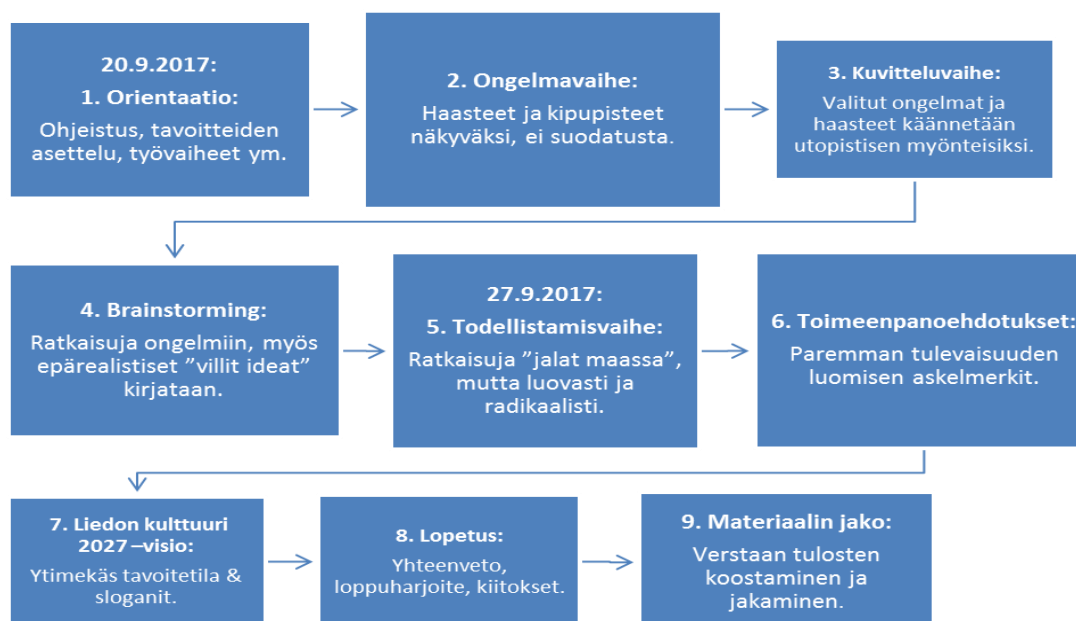 20.9.2017:
1. Orientaatio:
Ohjeistus, tavoitteiden
asettelu, työvaiheet ym.
2. Ongelmavaihe:
Haasteet ja kipupisteet
näkyväksi, ei suodatusta.
3. Kuvitteluvaihe:
Valitut ongelmat ja
haasteet käännetään
utopistisen myönteisiksi.
4. Brainstorming:
Ratkaisuja ongelmiin, myös
epärealistiset ”villit ideat”
kirjataan.
27.9.2017:
5. Todellistamisvaihe:
Ratkaisuja ”jalat maassa”,
mutta luovasti ja
radikaalisti.
6. Toimeenpanoehdotukset:
Paremman tulevaisuuden
luomisen askelmerkit.
7. Liedon kulttuuri
2027 –visio:
Ytimekäs tavoitetila &
sloganit.
8. Lopetus:
Yhteenveto,
loppuharjoite, kiitokset.
9. Materiaalin jako:
Verstaan tulosten
koostaminen ja
jakaminen.